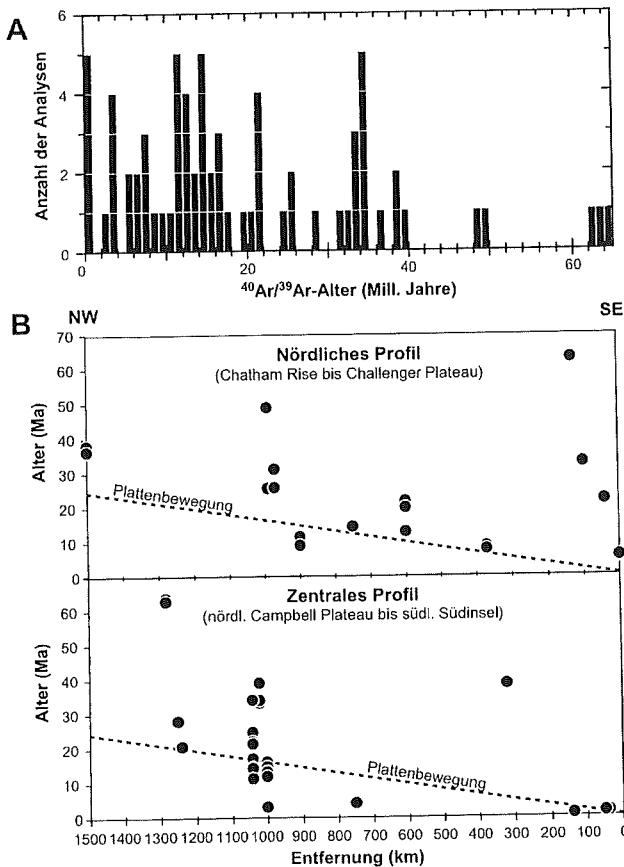 A
6
4
2
0
Anzahl der Analysen
0 20 40 60
⁴⁰Ar/³⁹Ar-Alter (Mill. Jahre)
B NW SE
70
60
50
40
30
20
10
0
Alter (Ma)
Nördliches Profil
(Chatham Rise bis Challenger Plateau)
Plattenbewegung
60
50
40
30
20
10
0
Alter (Ma)
Zentrales Profil
(nördl. Campbell Plateau bis südl. Südinsel)
Plattenbewegung
1500 1400 1300 1200 1100 1000 900 800 700 600 500 400 300 200 100 0
Entfernung (km)